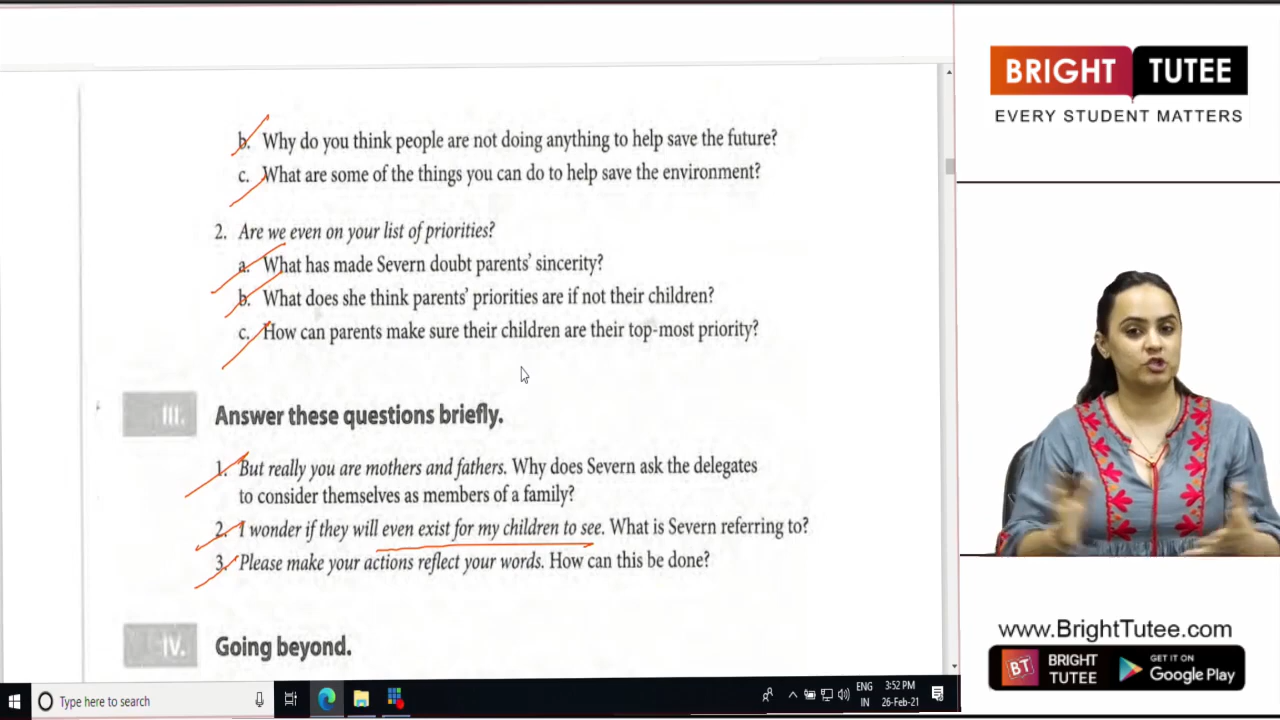 BRIGHT TUTEE
EVERY STUDENT MATTERS
b. Why do you think people are not doing anything to help save the future?
c. What are some of the things you can do to help save the environment?
2. Are we even on your list of priorities?
a. What has made Severn doubt parents' sincerity?
b. What does she think parents' priorities are if not their children?
c. How can parents make sure their children are their top-most priority?
III. Answer these questions briefly.
1. But really you are mothers and fathers. Why does Severn ask the delegates
to consider themselves as members of a family?
2. I wonder if they will even exist for my children to see. What is Severn referring to?
3. Please make your actions reflect your words. How can this be done?
IV. Going beyond.
www.BrightTutee.com
BT BRIGHT TUTEE
GET IT ON
Google Play
Type here to search
ENG
IN
3:52 PM
26-Feb-21